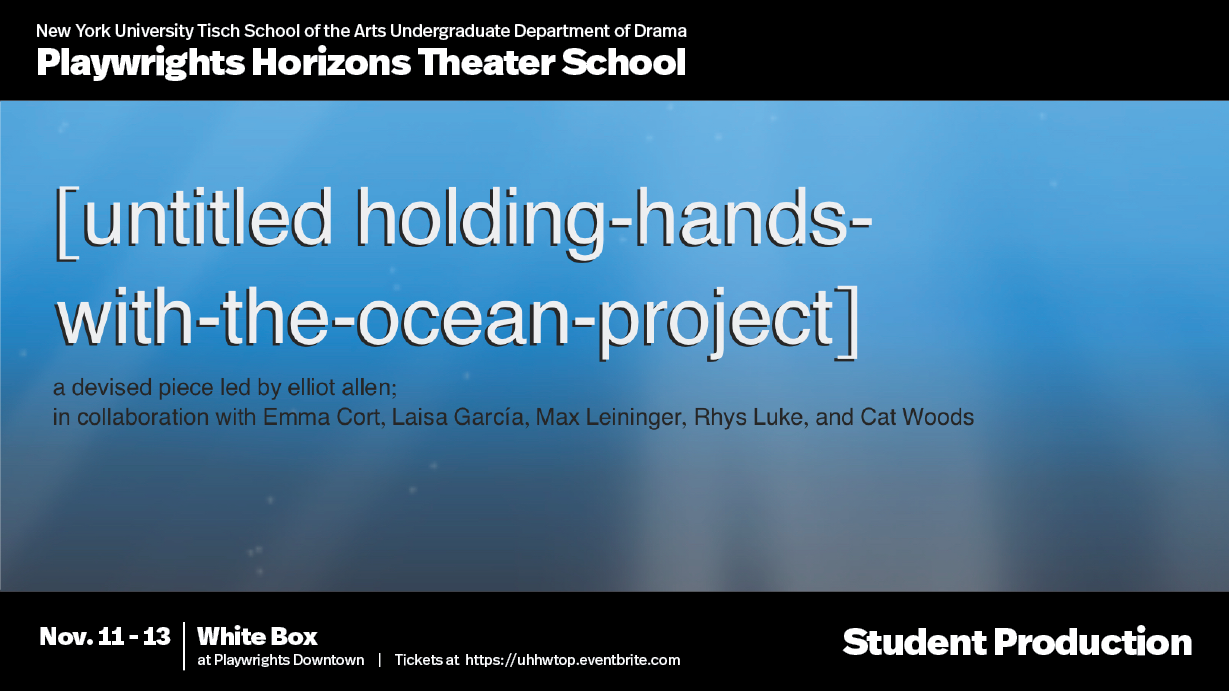 New York University Tisch School of the Arts Undergraduate Department of Drama
Playwrights Horizons Theater School
[untitled holding-hands-
with-the-ocean-project]
a devised piece led by elliot allen;
in collaboration with Emma Cort, Laisa García, Max Leininger, Rhys Luke, and Cat Woods
Nov. 11 - 13 | White Box
at Playwrights Downtown | Tickets at https://uhhwtop.eventbrite.com
Student Production